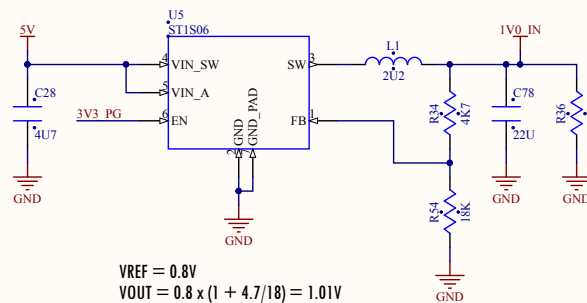 U5
ST1S06
5V
1V0_IN
L1
2U2
4
VIN_SW
SW
3
5
VIN_A
C28
4U7
3V3_PG
6
EN
FB
1
GND
GND_PAD
2
7
R34
4K7
C78
22U
R36
R54
18K
GND
GND
GND
GND
GND
VREF = 0.8V
VOUT = 0.8 x (1 + 4.7/18) = 1.01V